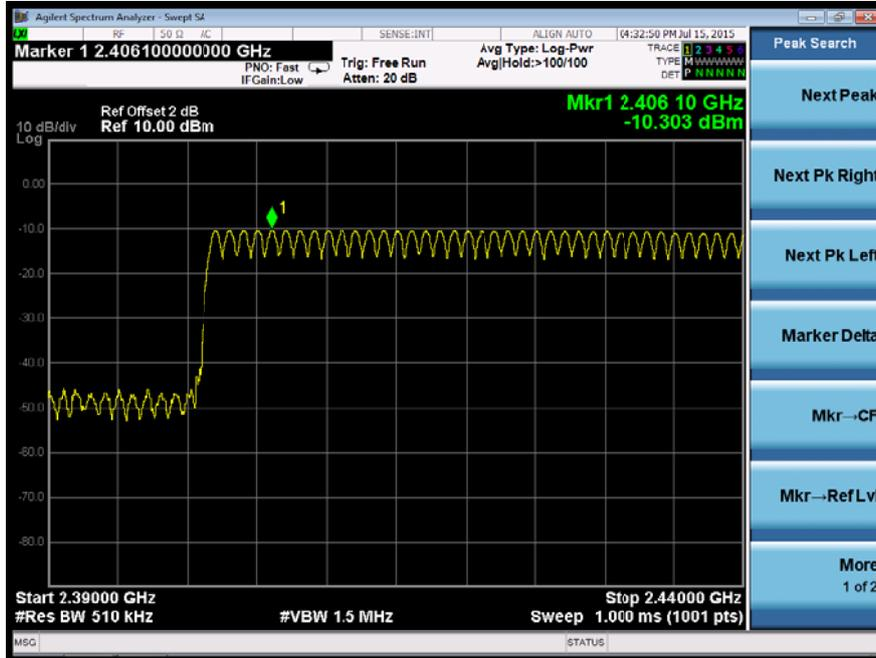 Agilent Spectrum Analyzer - Swept SA
LXI RF 50 Ω AC SENSE:INT ALIGN AUTO 04:32:50 PM Jul 15, 2015
Marker 1 2.406100000000 GHz
PNO: Fast
IFGain:Low
Trig: Free Run
Atten: 20 dB
Avg Type: Log-Pwr
Avg|Hold:>100/100
TRACE 1 2 3 4 5 6
TYPE M W W W W W
DET P N N N N N
Mkr1 2.406 10 GHz
-10.303 dBm
Ref Offset 2 dB
10 dB/div Ref 10.00 dBm
Log
0.00
-10.0
-20.0
-30.0
-40.0
-50.0
-60.0
-70.0
-80.0
1
Start 2.39000 GHz Stop 2.44000 GHz
#Res BW 510 kHz #VBW 1.5 MHz Sweep 1.000 ms (1001 pts)
MSG STATUS
Peak Search
Next Peak
Next Pk Right
Next Pk Left
Marker Delta
Mkr→CF
Mkr→Ref Lvl
More
1 of 2